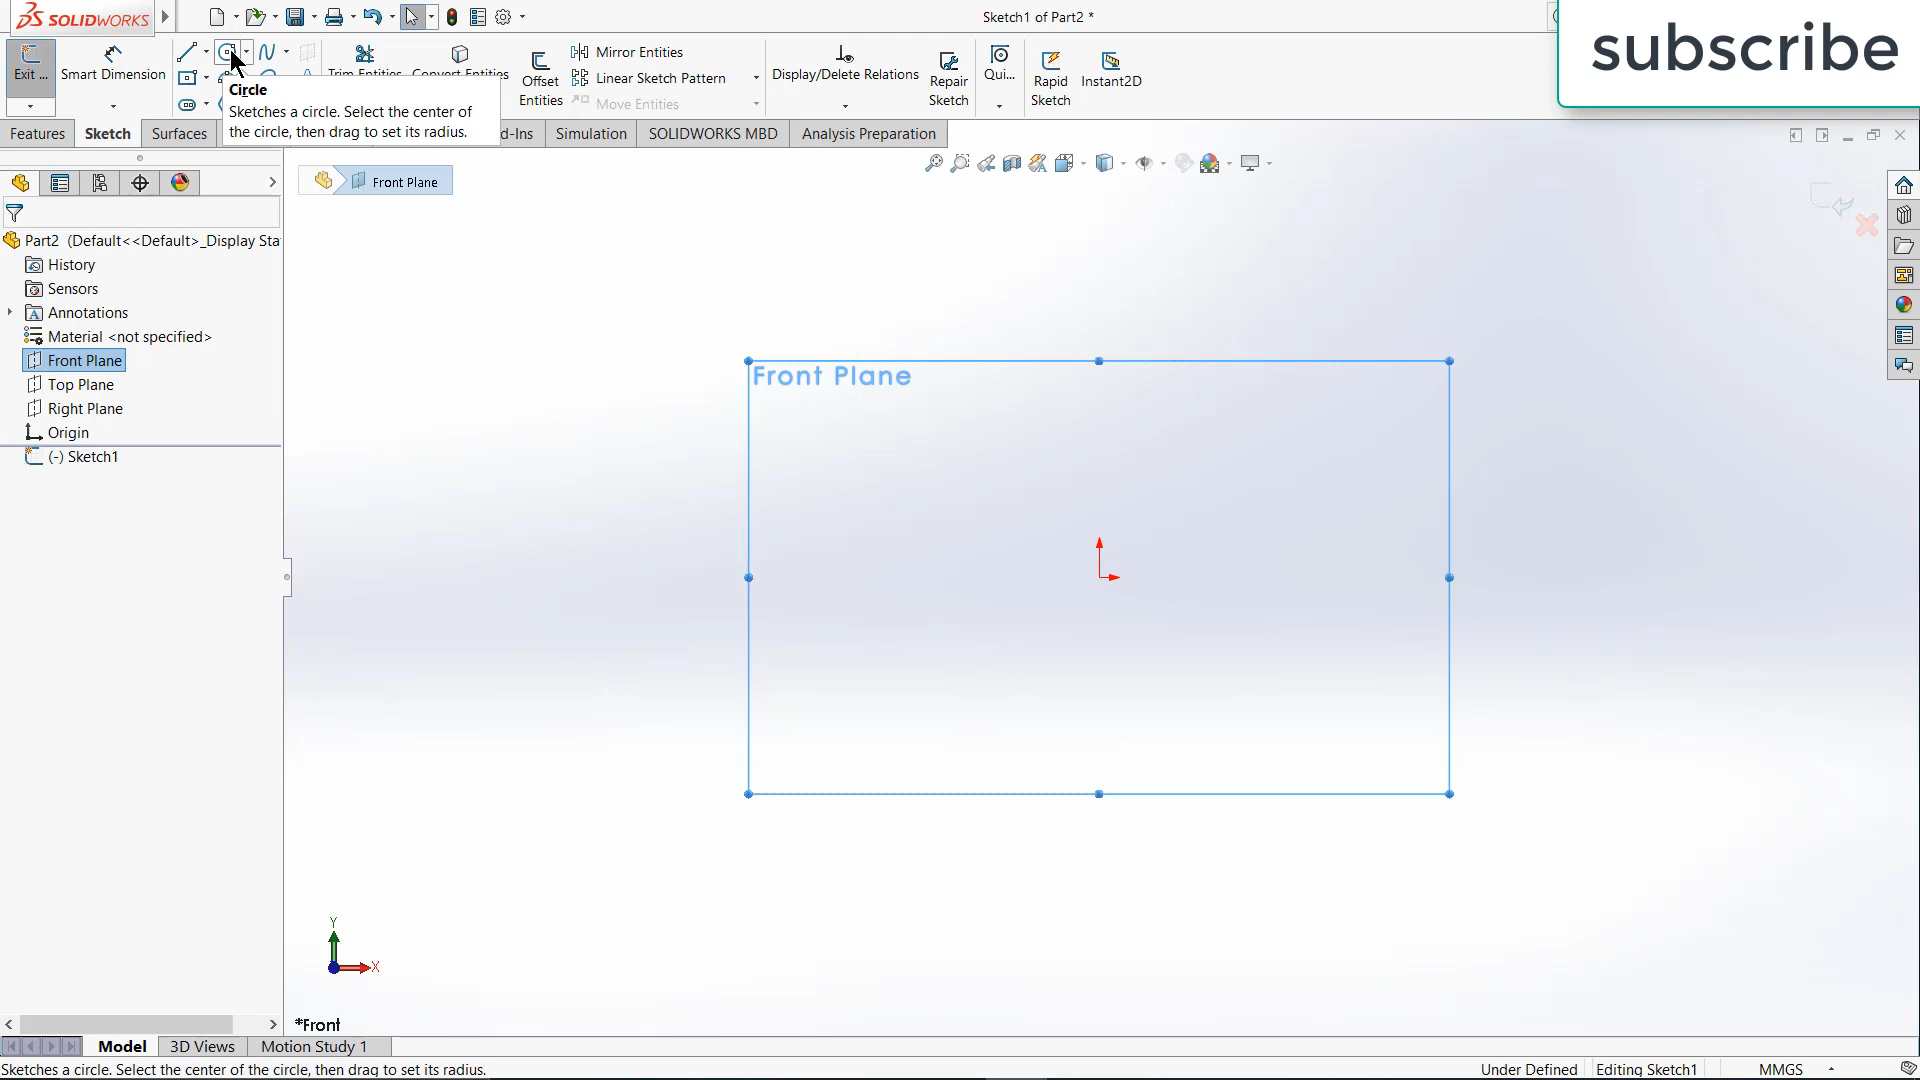 SOLIDWORKS
Sketch1 of Part2 *
subscribe
Exit ...
Smart Dimension
Trim Entities
Convert Entities
Offset
Entities
Mirror Entities
Linear Sketch Pattern
Move Entities
Display/Delete Relations
Repair
Sketch
Qui...
Rapid
Sketch
Instant2D
Circle
Sketches a circle. Select the center of
the circle, then drag to set its radius.
Features
Sketch
Surfaces
d-Ins
Simulation
SOLIDWORKS MBD
Analysis Preparation
Front Plane
Part2 (Default<<Default>_Display Sta
History
Sensors
Annotations
Material <not specified>
Front Plane
Top Plane
Right Plane
Origin
(-) Sketch1
Front Plane
Y
X
*Front
Model
3D Views
Motion Study 1
Sketches a circle. Select the center of the circle, then drag to set its radius.
Under Defined
Editing Sketch1
MMGS